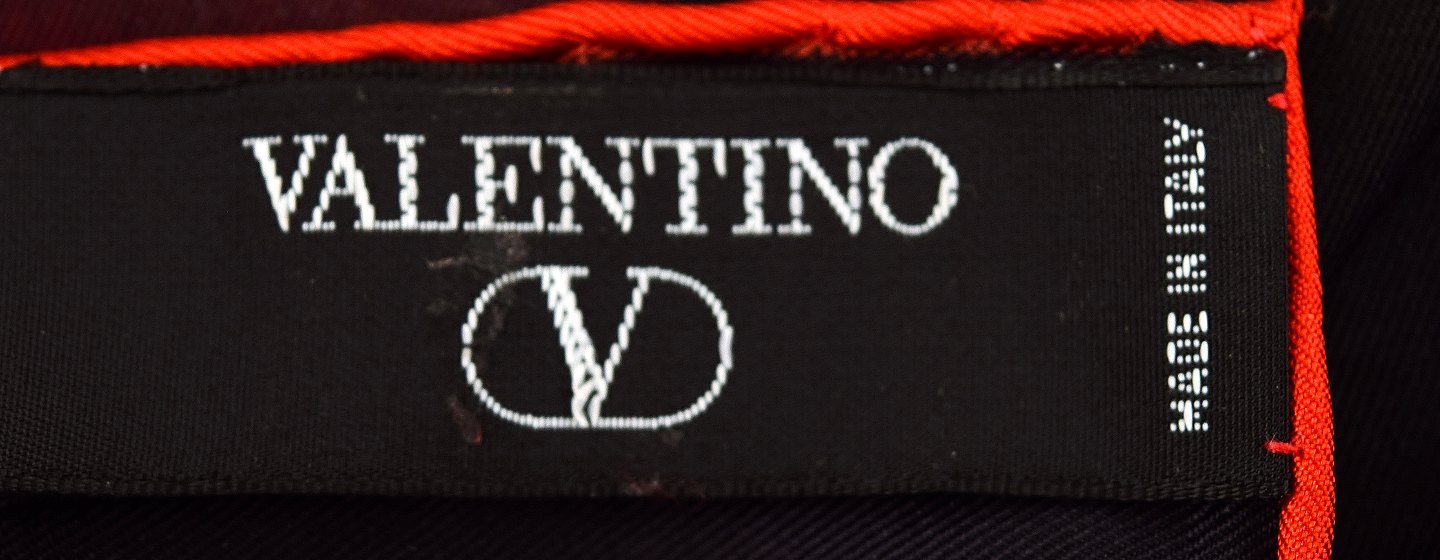 VALENTINO
V
MADE IN ITALY